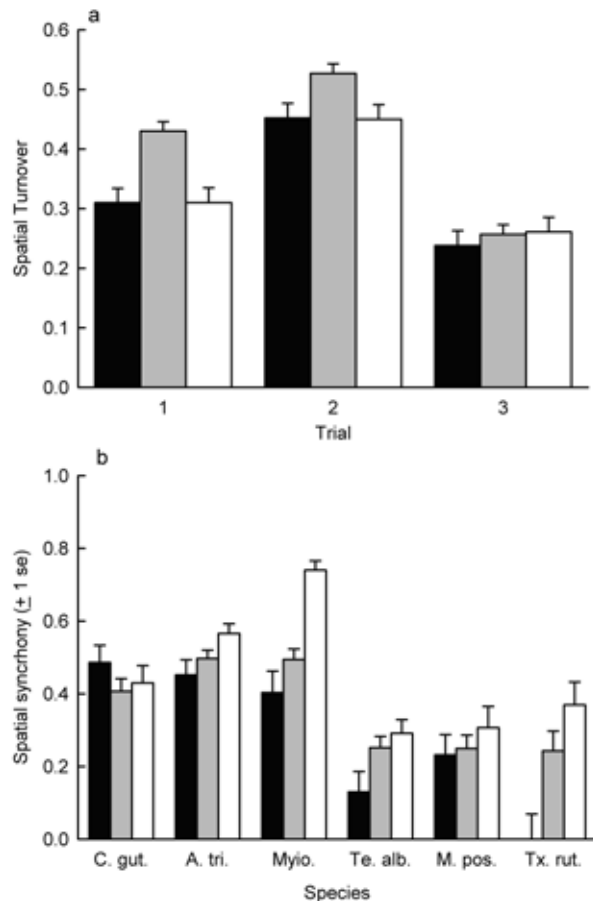 a
0.6
0.5
0.4
0.3
0.2
0.1
0.0
Spatial Turnover
1 2 3
Trial
b
1.0
0.8
0.6
0.4
0.2
0.0
Spatial syncrhony (± 1 se)
C. gut. A. tri. Myio. Te. alb. M. pos. Tx. rut.
Species